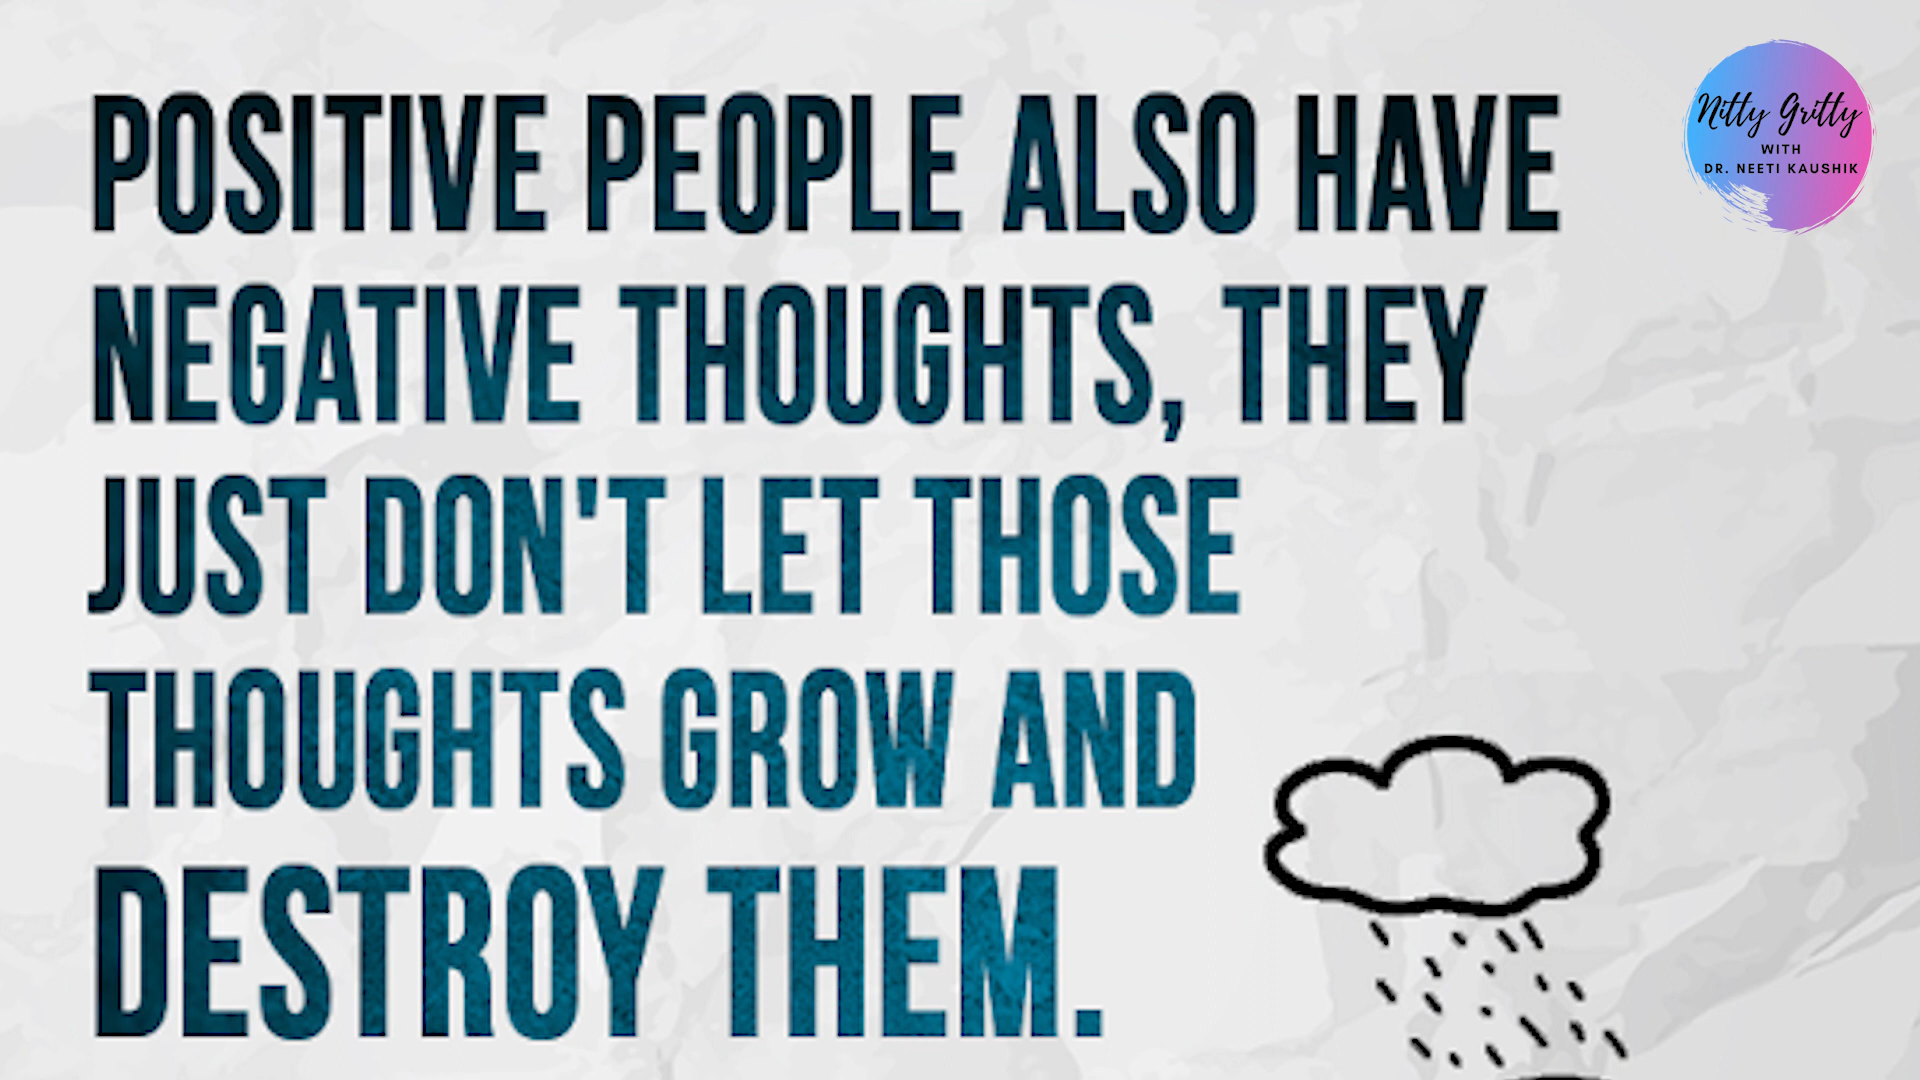 POSITIVE PEOPLE ALSO HAVE
NEGATIVE THOUGHTS, THEY
JUST DON'T LET THOSE
THOUGHTS GROW AND
DESTROY THEM.
Nitty Gritty
WITH
DR. NEETI KAUSHIK